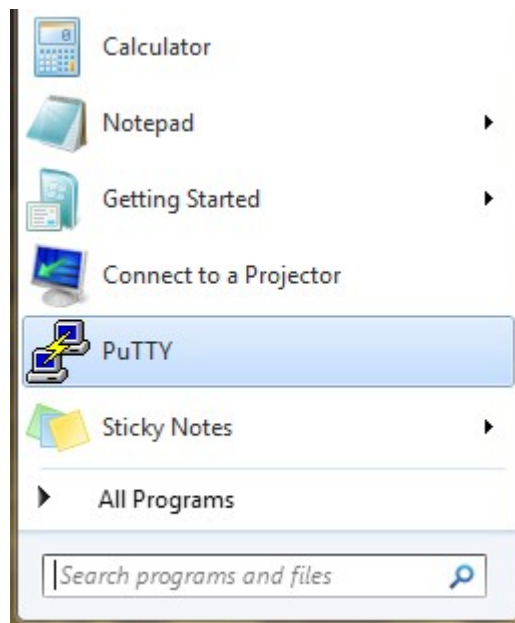 Calculator
Notepad
Getting Started
Connect to a Projector
PuTTY
Sticky Notes
All Programs
Search programs and files